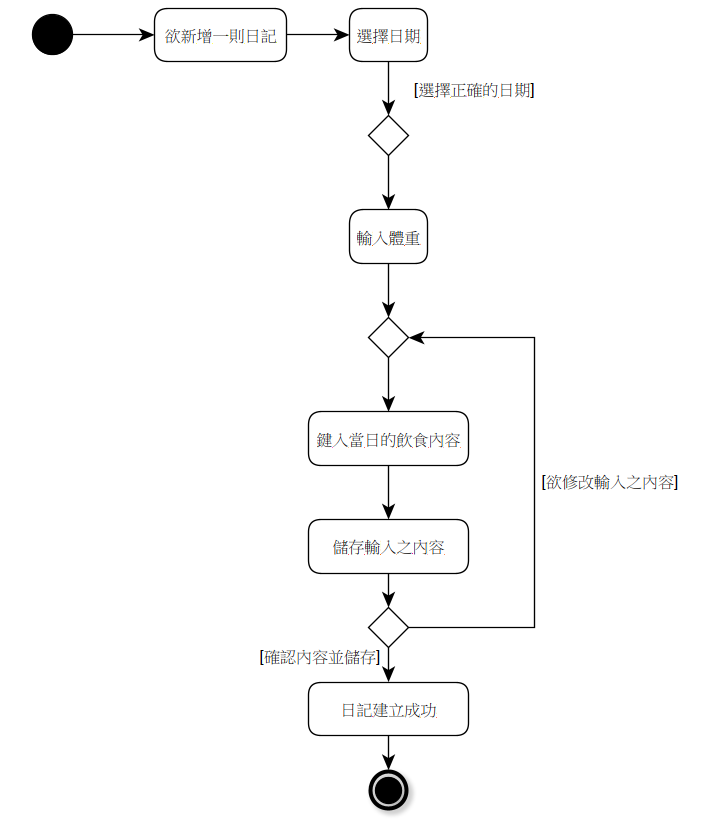 欲新增一則日記
選擇日期
[選擇正確的日期]
輸入體重
鍵入當日的飲食內容
[欲修改輸入之內容]
儲存輸入之內容
[確認內容並儲存]
日記建立成功